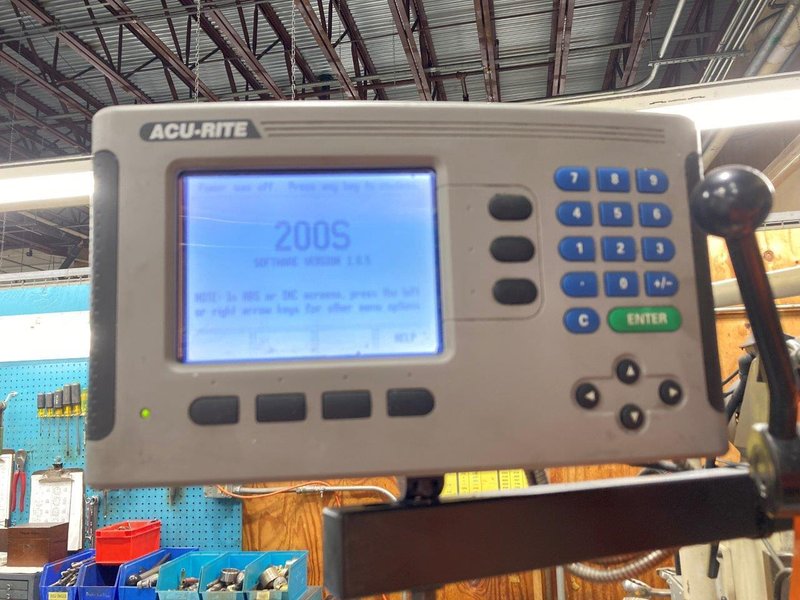 ACU-RITE
Power was off. Press any key to
200S
SOFTWARE VERSION 1.0.5
NOTE- In ABS or INC screens, press the left
or right arrow keys for other menu options
HELP
7 8 9
4 5 6
1 2 3
. 0 +/-
C ENTER